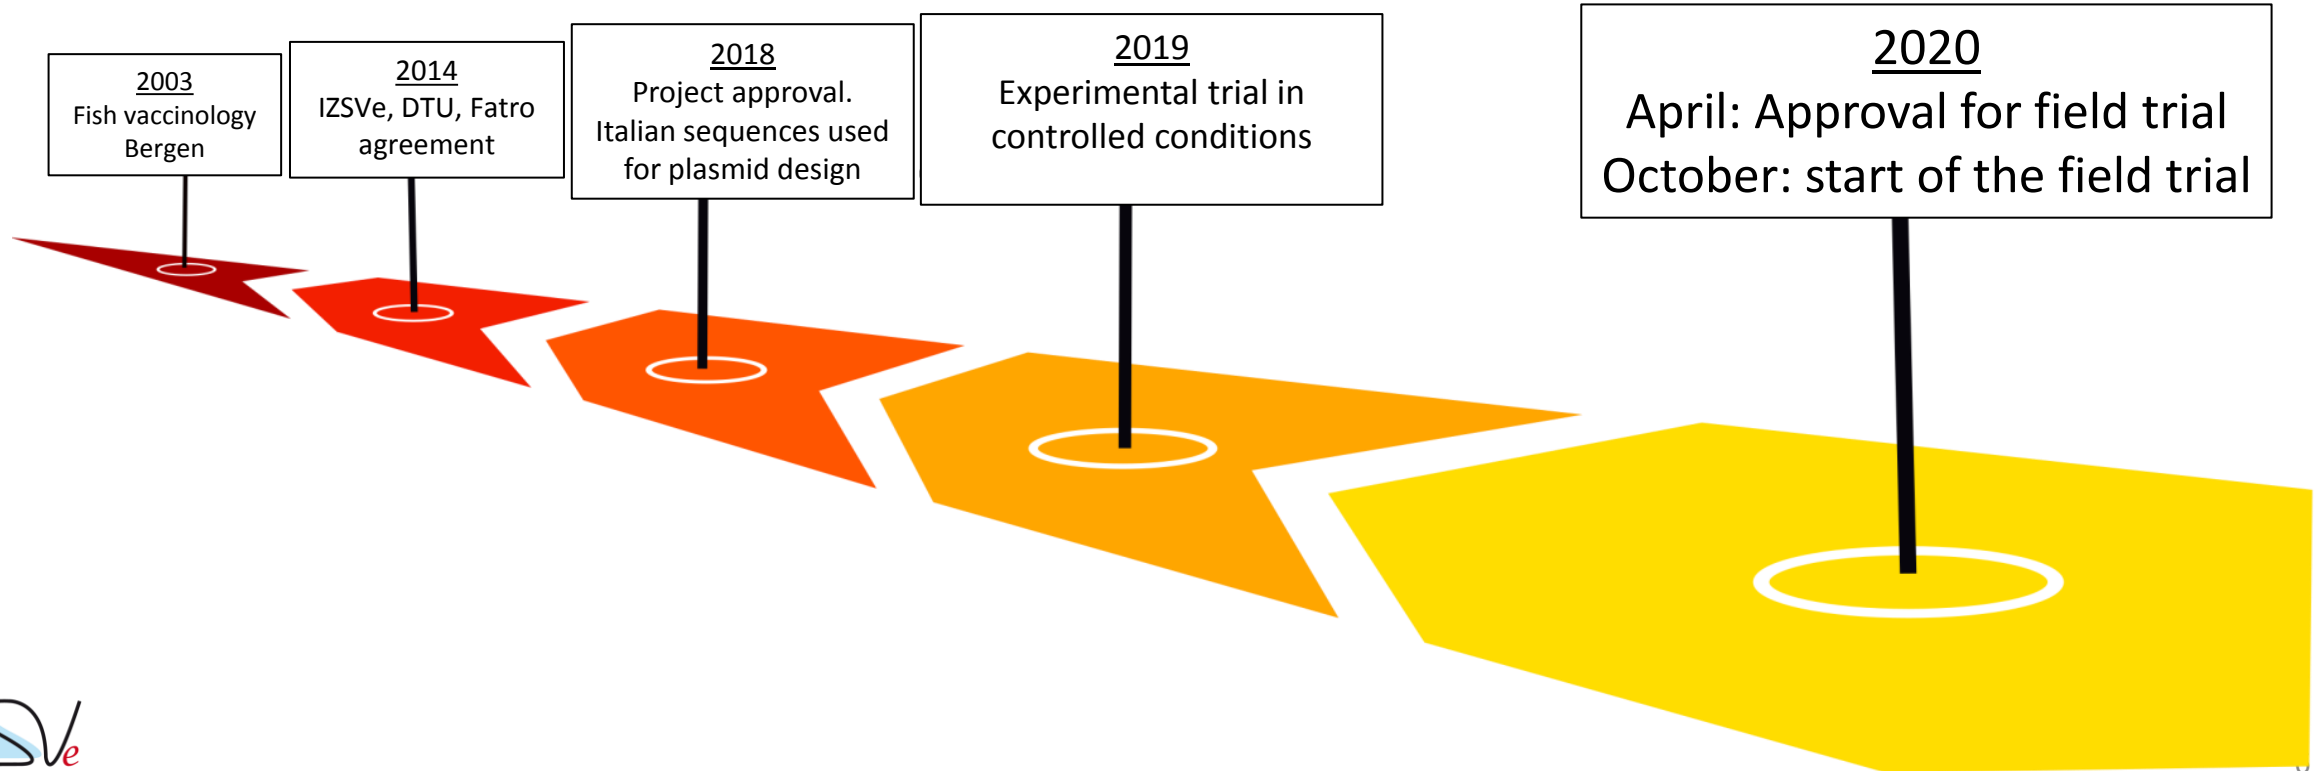 2003
Fish vaccinology
Bergen
2014
IZSVe, DTU, Fatro
agreement
2018
Project approval.
Italian sequences used
for plasmid design
2019
Experimental trial in
controlled conditions
2020
April: Approval for field trial
October: start of the field trial
Ve